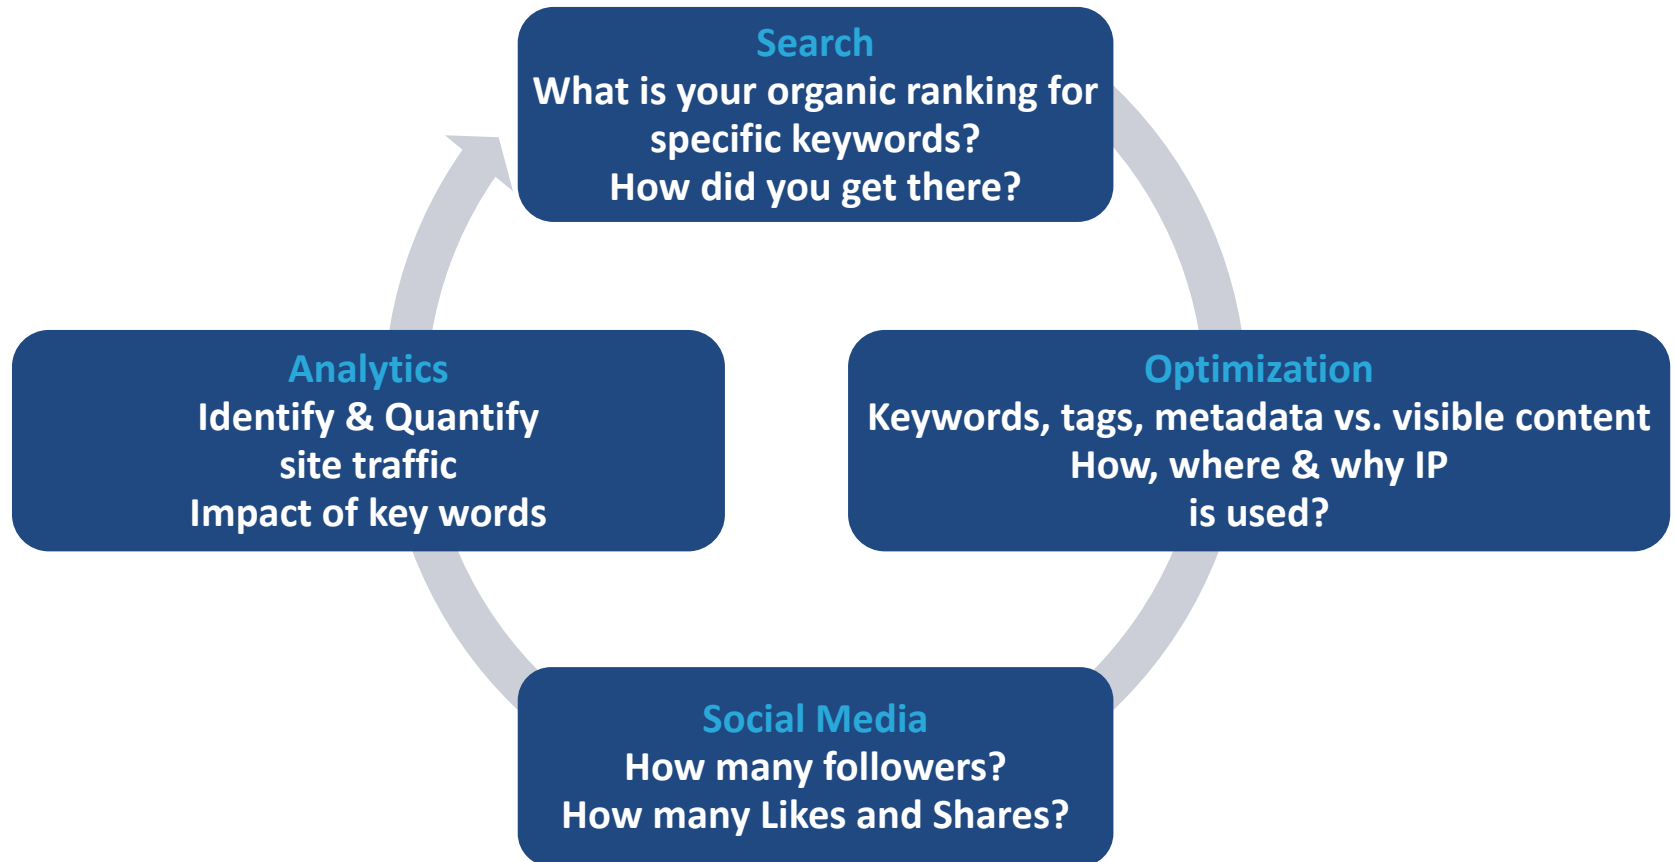 Search
What is your organic ranking for
specific keywords?
How did you get there?
Analytics
Identify & Quantify
site traffic
Impact of key words
Optimization
Keywords, tags, metadata vs. visible content
How, where & why IP
is used?
Social Media
How many followers?
How many Likes and Shares?